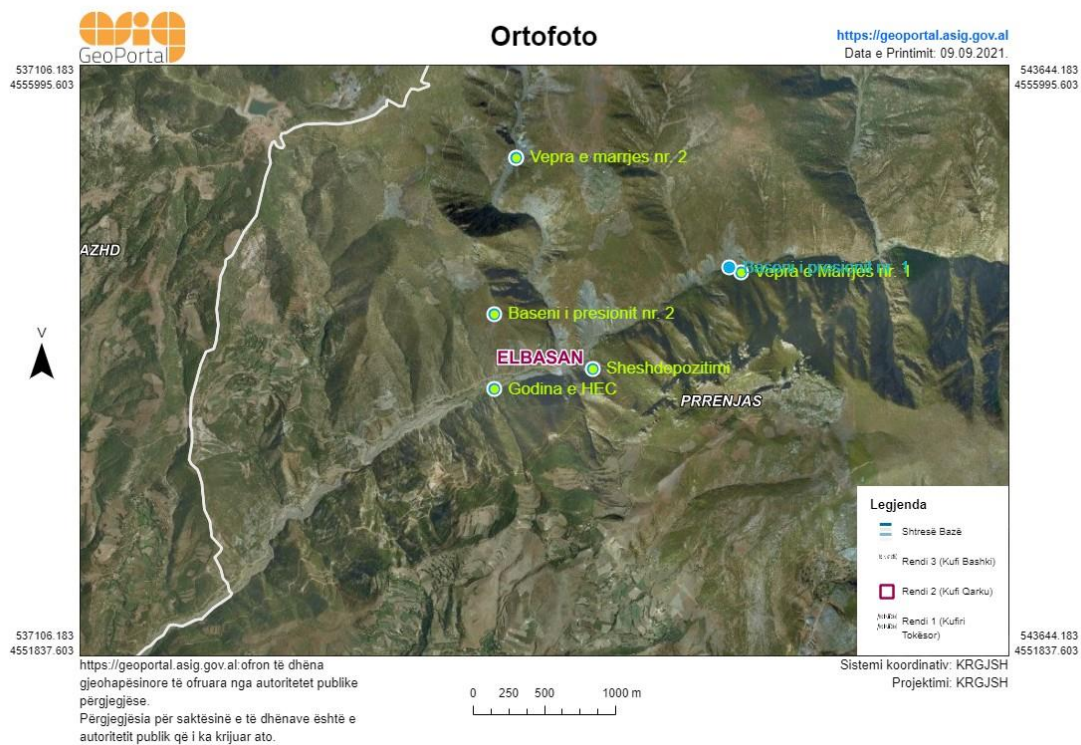 asig
GeoPortal
Ortofoto
https://geoportal.asig.gov.al
Data e Printimit: 09.09.2021.
537106.183
4555995.603
543644.183
4555995.603
Vepra e marrjes nr. 2
AZHD
Baseni i presionit nr. 1
Vepra e Marrjes nr. 1
Baseni i presionit nr. 2
V
ELBASAN
Sheshdepozitimi
Godina e HEC
PRRENJAS
Legjenda
Shtresë Bazë
Rendi 3 (Kufi Bashki)
Rendi 2 (Kufi Qarku)
Rendi 1 (Kufiri
Tokësor)
537106.183
4551837.603
543644.183
4551837.603
https://geoportal.asig.gov.al:ofron të dhëna
gjeohapësinore të ofruara nga autoritetet publike
përgjegjëse.
Përgjegjësia për saktësinë e të dhënave është e
autoritetit publik që i ka krijuar ato.
0 250 500 1000 m
Sistemi koordinativ: KRGJSH
Projektimi: KRGJSH